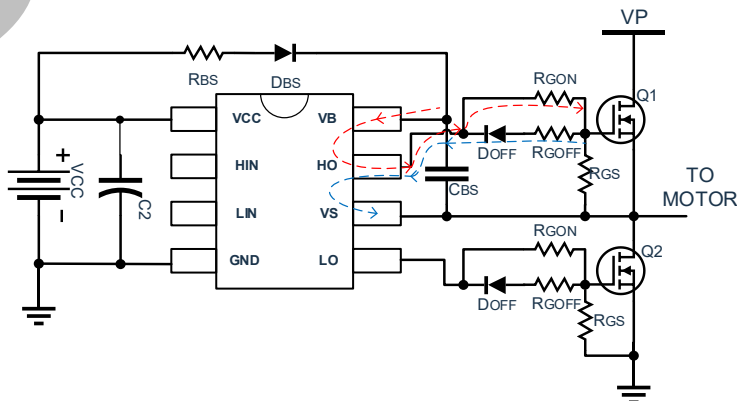 VP
RBS
DBS
RGON
Q1
VCC
VB
HIN
HO
LIN
VS
GND
LO
+
VCC
C2
CBS
DOFF
RGOFF
RGS
TO
MOTOR
RGON
Q2
DOFF
RGOFF
RGS